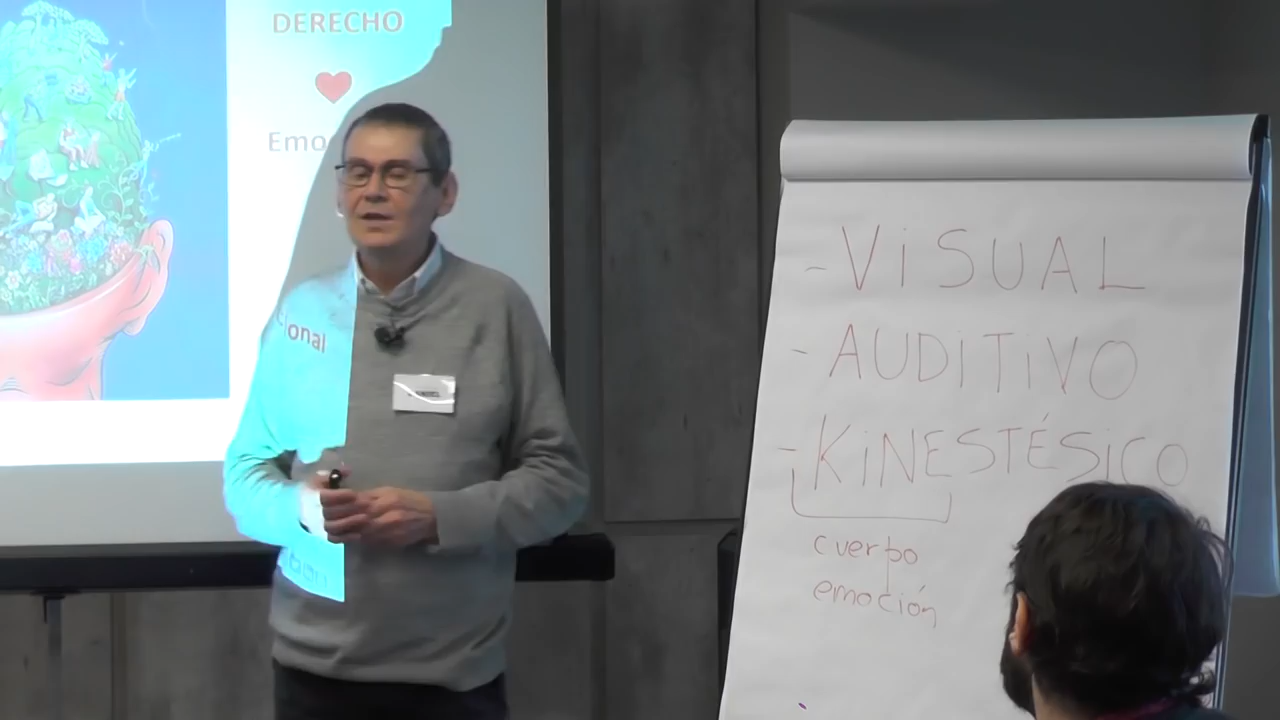 DERECHO
Emo
cional
- ViSUAL
- AUDiTiVO
- KiNESTÉSiCO
cuerpo
emoción